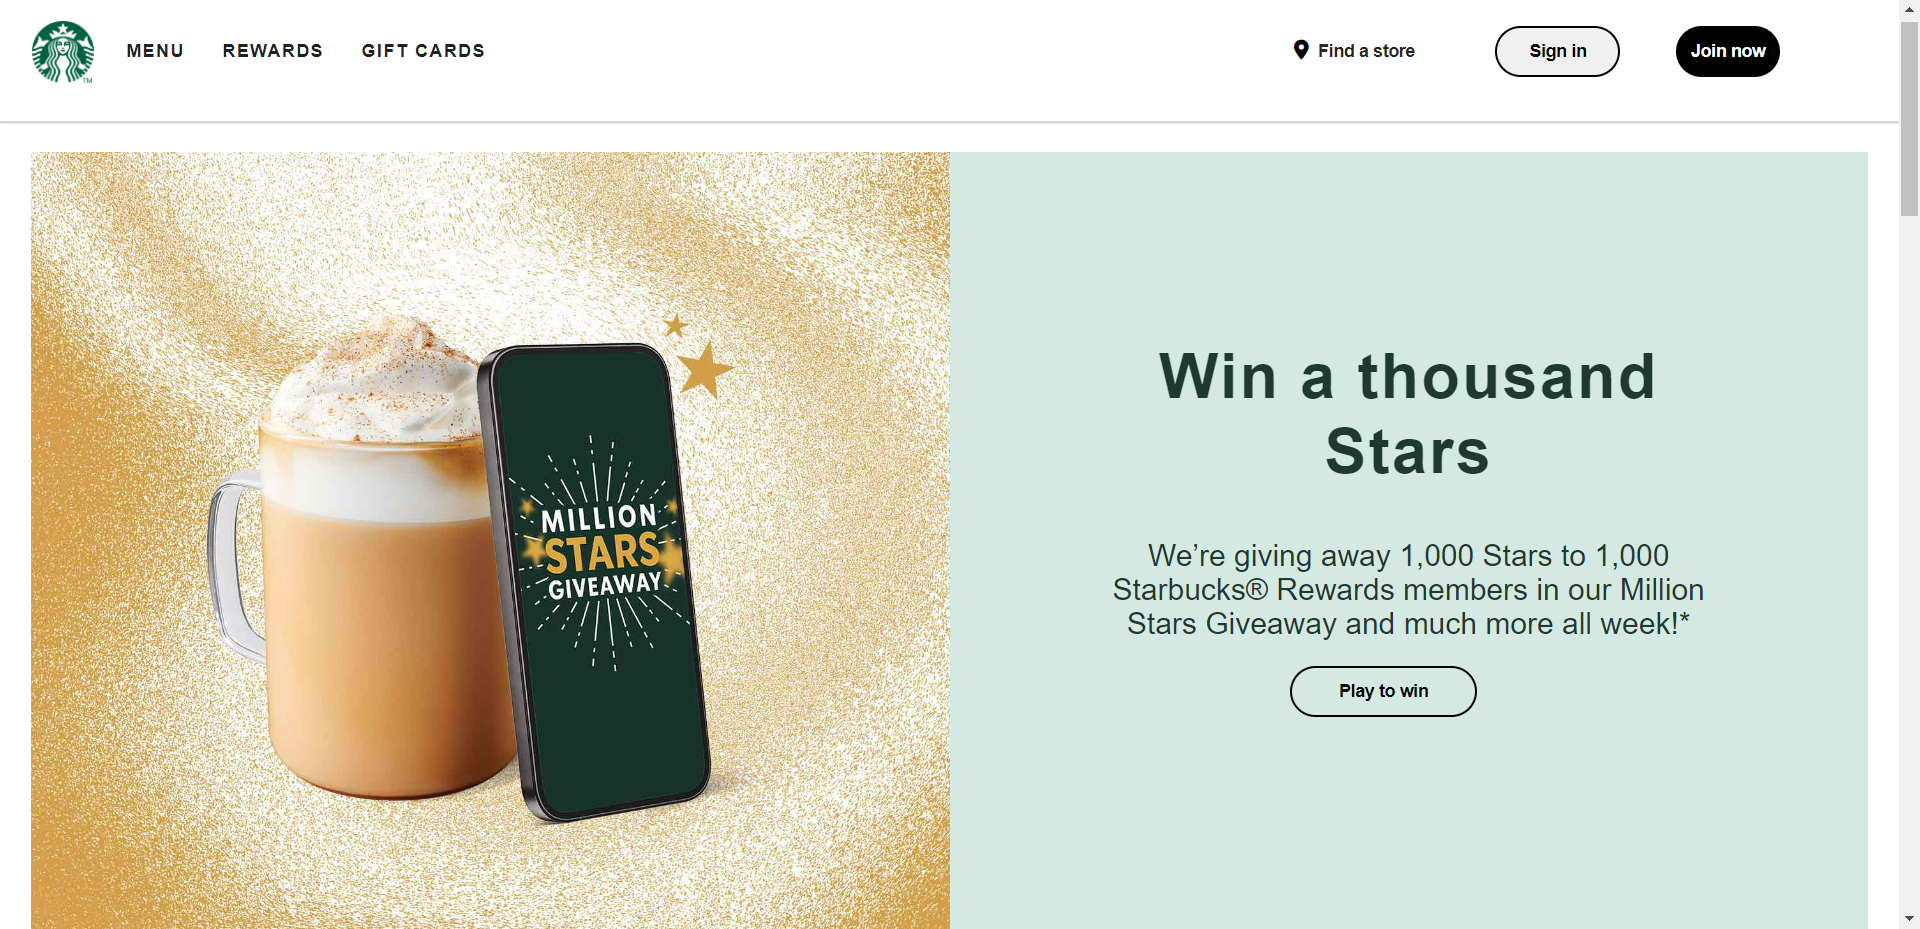 TM
MENU
REWARDS
GIFT CARDS
Find a store
Sign in
Join now
MILLION
STARS
GIVEAWAY
Win a thousand
Stars
We’re giving away 1,000 Stars to 1,000
Starbucks® Rewards members in our Million
Stars Giveaway and much more all week!*
Play to win